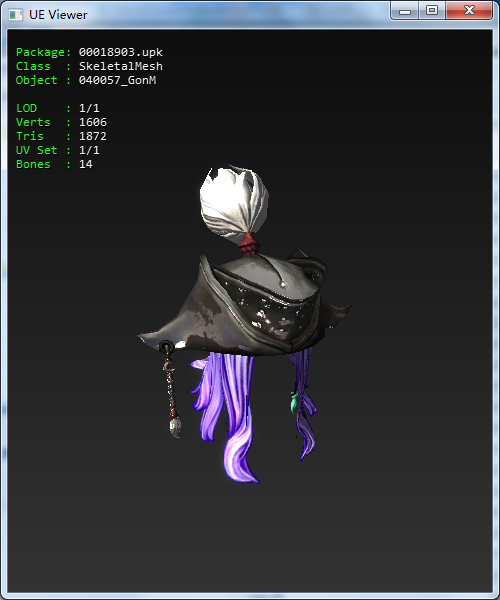 UE Viewer
Package: 00018903.upk
Class  : SkeletalMesh
Object : 040057_GonM
LOD    : 1/1
Verts  : 1606
Tris   : 1872
UV Set : 1/1
Bones  : 14